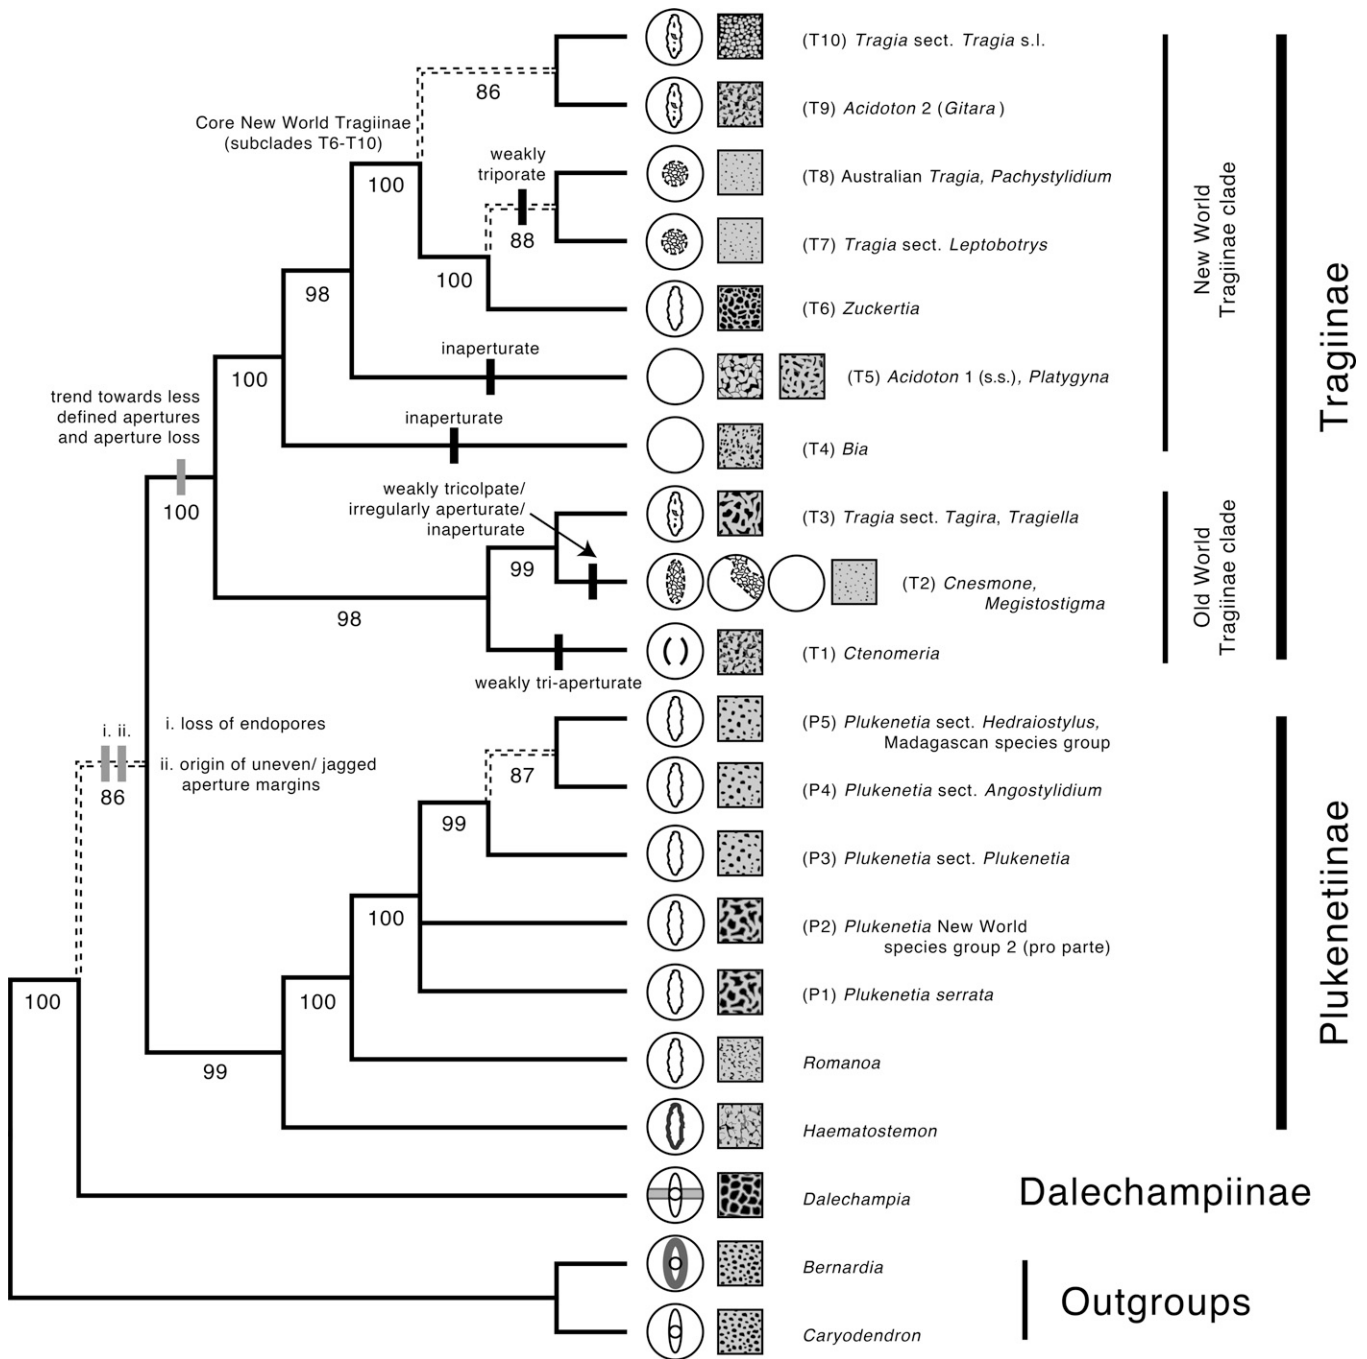 (T10) Tragia sect. Tragia s.l.
86
(T9) Acidoton 2 (Gitara)
Core New World Tragiinae
(subclades T6-T10)
weakly
triporate
100
(T8) Australian Tragia, Pachystylidium
88
(T7) Tragia sect. Leptobotrys
100
98
(T6) Zuckertia
inaperturate
(T5) Acidoton 1 (s.s.), Platygyna
100
trend towards less
defined apertures
and aperture loss
inaperturate
(T4) Bia
100
weakly tricolpate/
irregularly aperturate/
inaperturate
(T3) Tragia sect. Tagira, Tragiella
99
(T2) Cnesmone,
Megistostigma
98
(T1) Ctenomeria
weakly tri-aperturate
New World
Tragiinae clade
Old World
Tragiinae clade
Tragiinae
i. ii.
86
i. loss of endopores
ii. origin of uneven/ jagged
aperture margins
(P5) Plukenetia sect. Hedraiostylus,
Madagascan species group
87
(P4) Plukenetia sect. Angostylidium
99
(P3) Plukenetia sect. Plukenetia
100
(P2) Plukenetia New World
species group 2 (pro parte)
100
(P1) Plukenetia serrata
100
99
Romanoa
Haematostemon
Plukenetiinae
Dalechampia
Dalechampiinae
Bernardia
Outgroups
Caryodendron